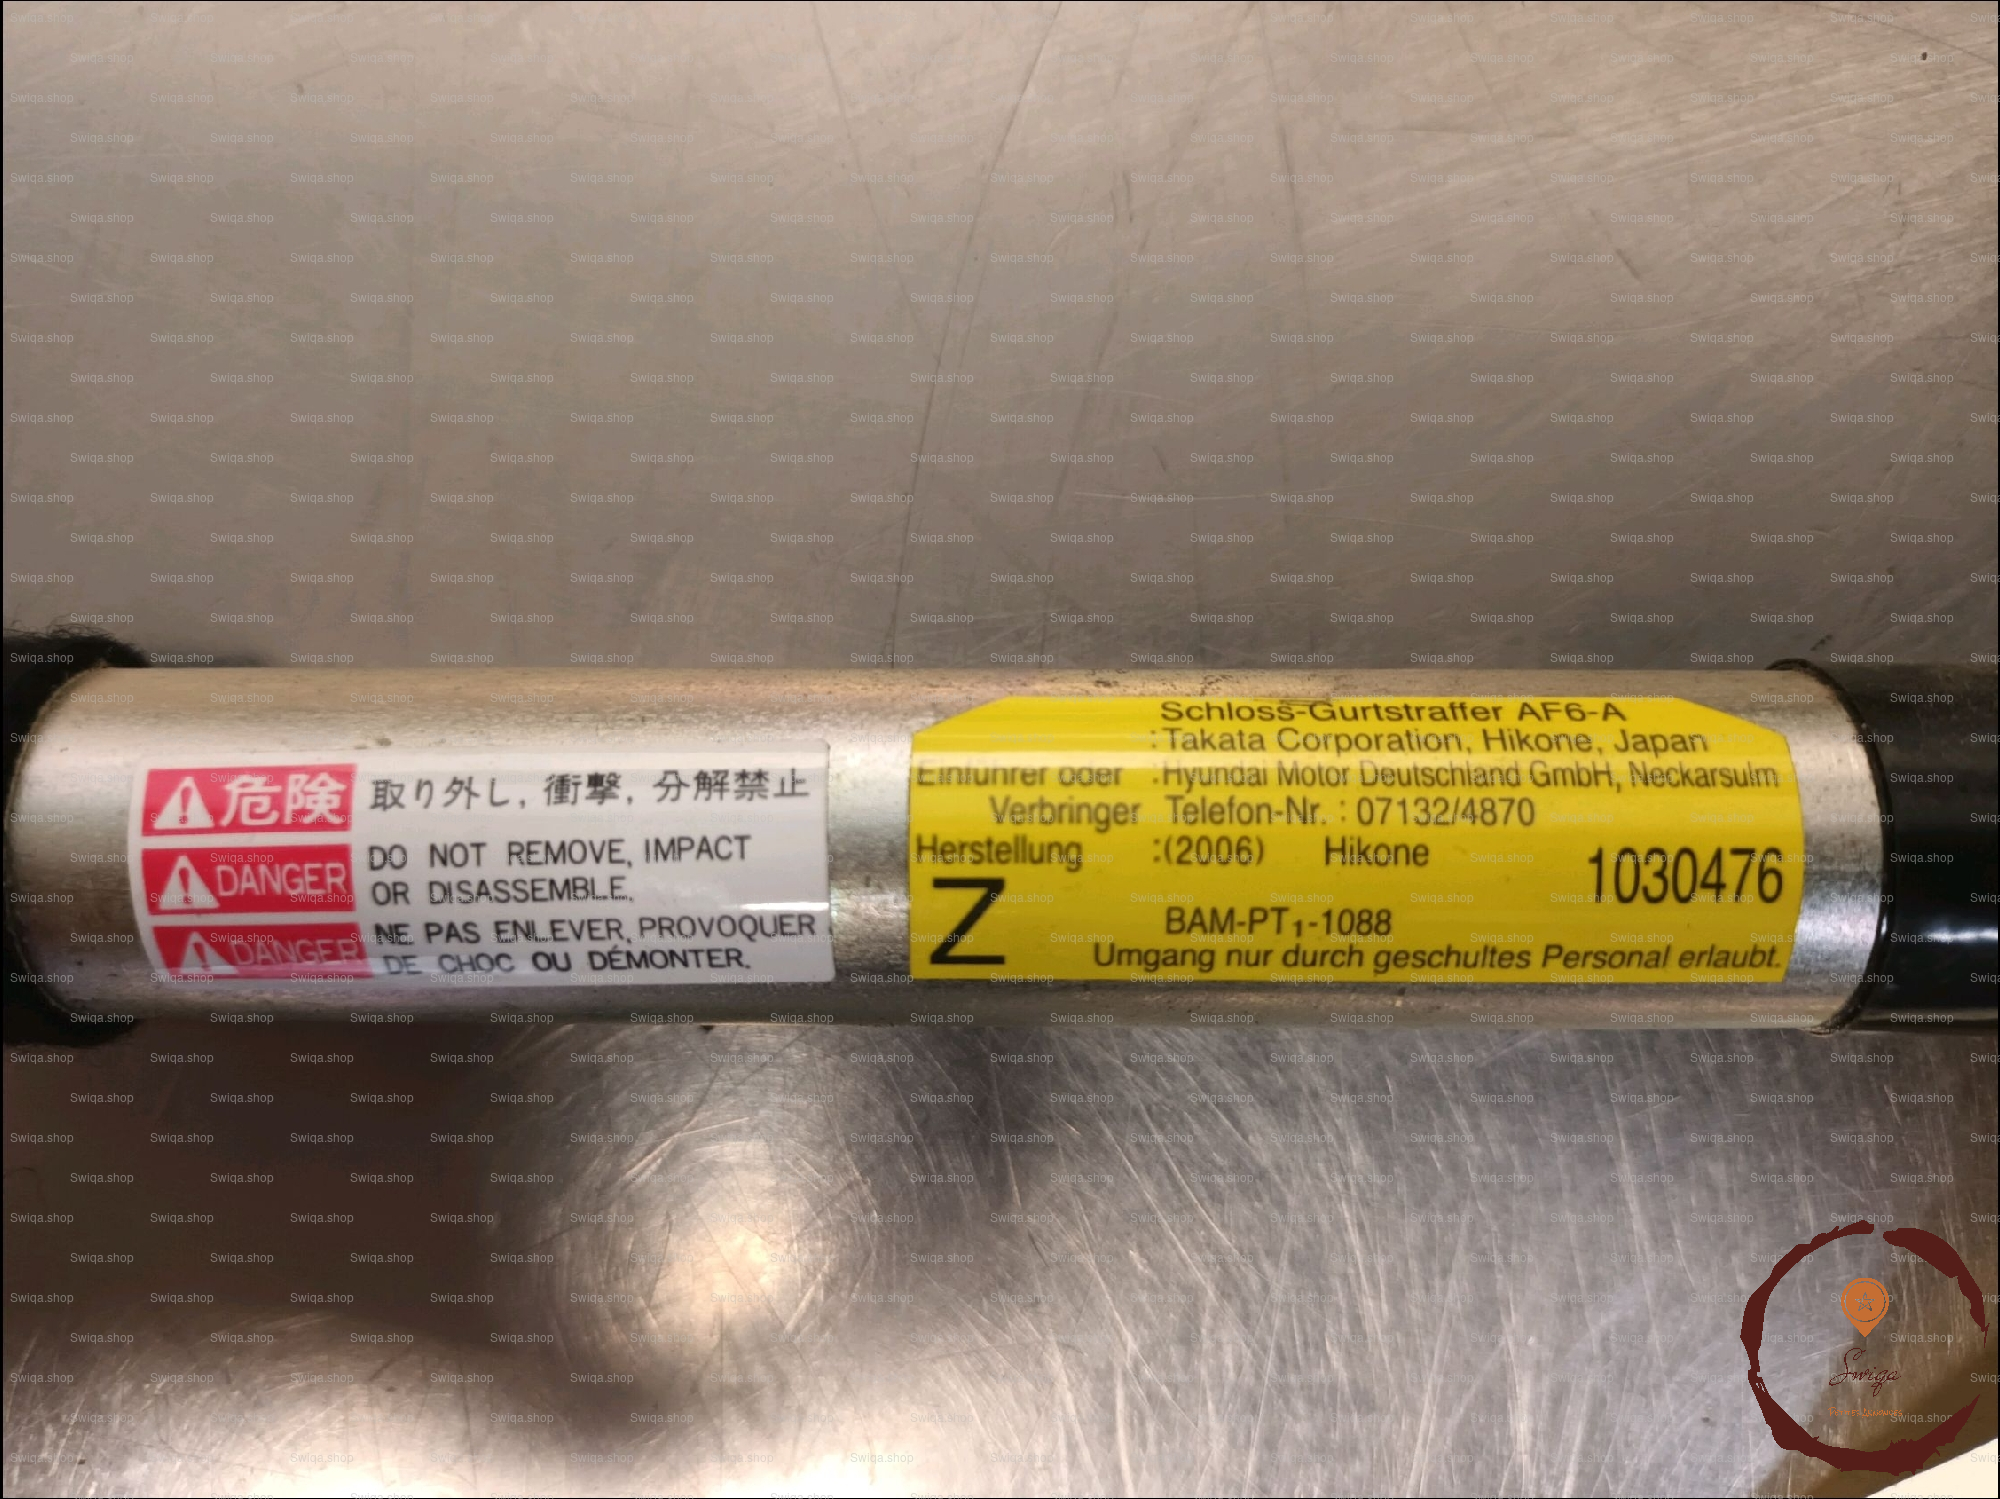 危険 取り外し, 衝撃, 分解禁止
DANGER DO NOT REMOVE, IMPACT
OR DISASSEMBLE.
DANGER NE PAS ENLEVER, PROVOQUER
DE CHOC OU DÉMONTER.
Schloss-Gurtstraffer AF6-A
:Takata Corporation, Hikone, Japan
Einführer oder :Hyundai Motor Deutschland GmbH, Neckarsulm
Verbringer Telefon-Nr. : 07132/4870
Herstellung :(2006) Hikone
1030476
Z
BAM-PT₁-1088
Umgang nur durch geschultes Personal erlaubt.
Swiqa.shop
Swiqa